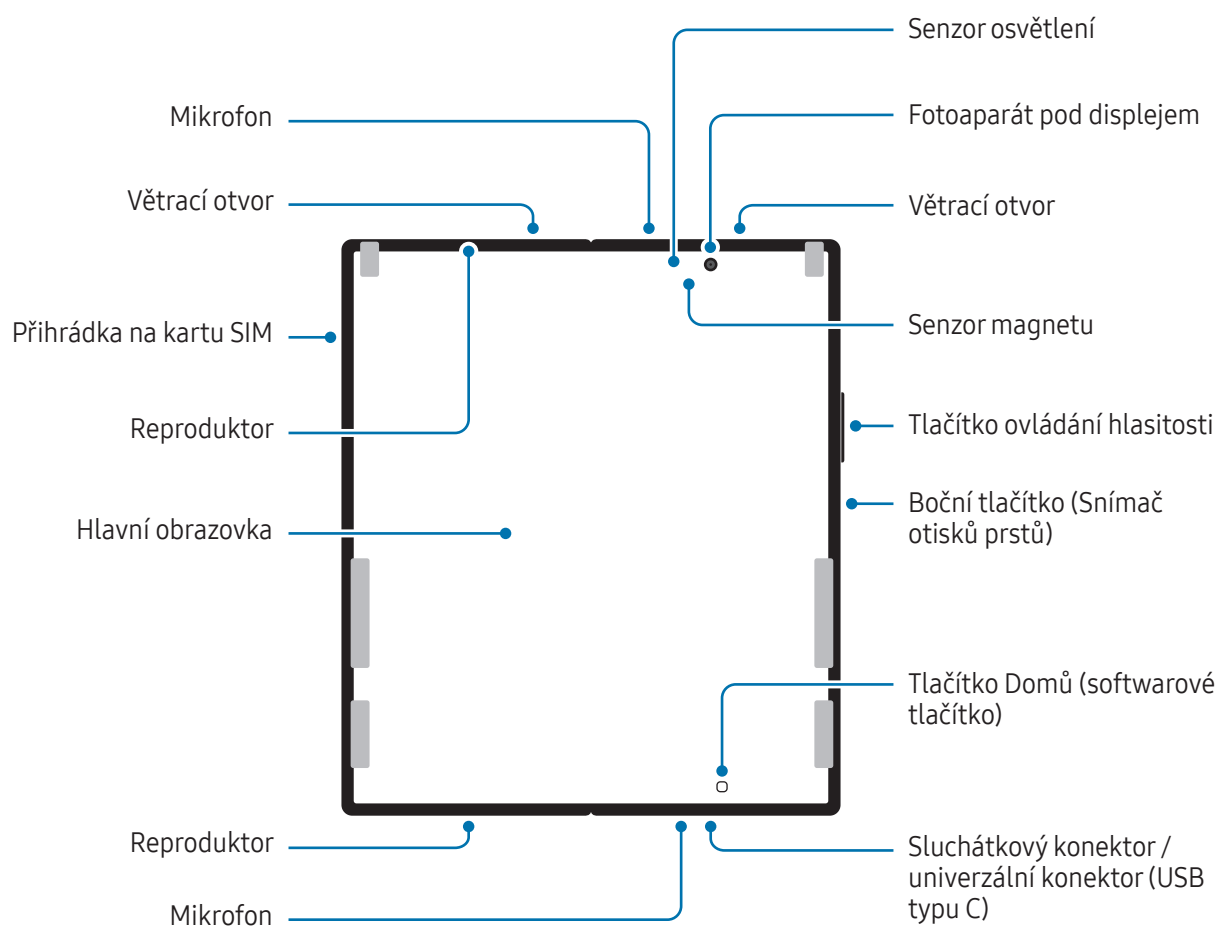 Senzor osvětlení
Mikrofon
Fotoaparát pod displejem
Větrací otvor
Větrací otvor
Přihrádka na kartu SIM
Senzor magnetu
Reproduktor
Tlačítko ovládání hlasitosti
Hlavní obrazovka
Boční tlačítko (Snímač
otisků prstů)
Tlačítko Domů (softwarové
tlačítko)
Reproduktor
Sluchátkový konektor /
univerzální konektor (USB
typu C)
Mikrofon